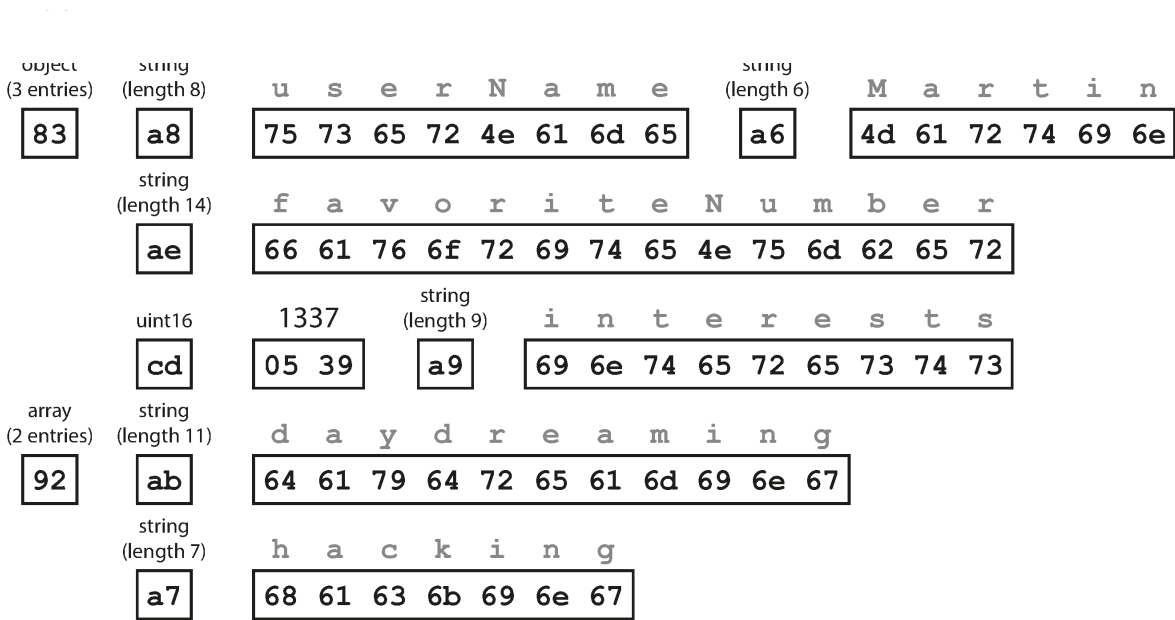 object string string
(3 entries) (length 8) u s e r N a m e (length 6) M a r t i n
83 a8 75 73 65 72 4e 61 6d 65 a6 4d 61 72 74 69 6e
string
(length 14) f a v o r i t e N u m b e r
ae 66 61 76 6f 72 69 74 65 4e 75 6d 62 65 72
string
uint16 1337 (length 9) i n t e r e s t s
cd 05 39 a9 69 6e 74 65 72 65 73 74 73
array string
(2 entries) (length 11) d a y d r e a m i n g
92 ab 64 61 79 64 72 65 61 6d 69 6e 67
string
(length 7) h a c k i n g
a7 68 61 63 6b 69 6e 67